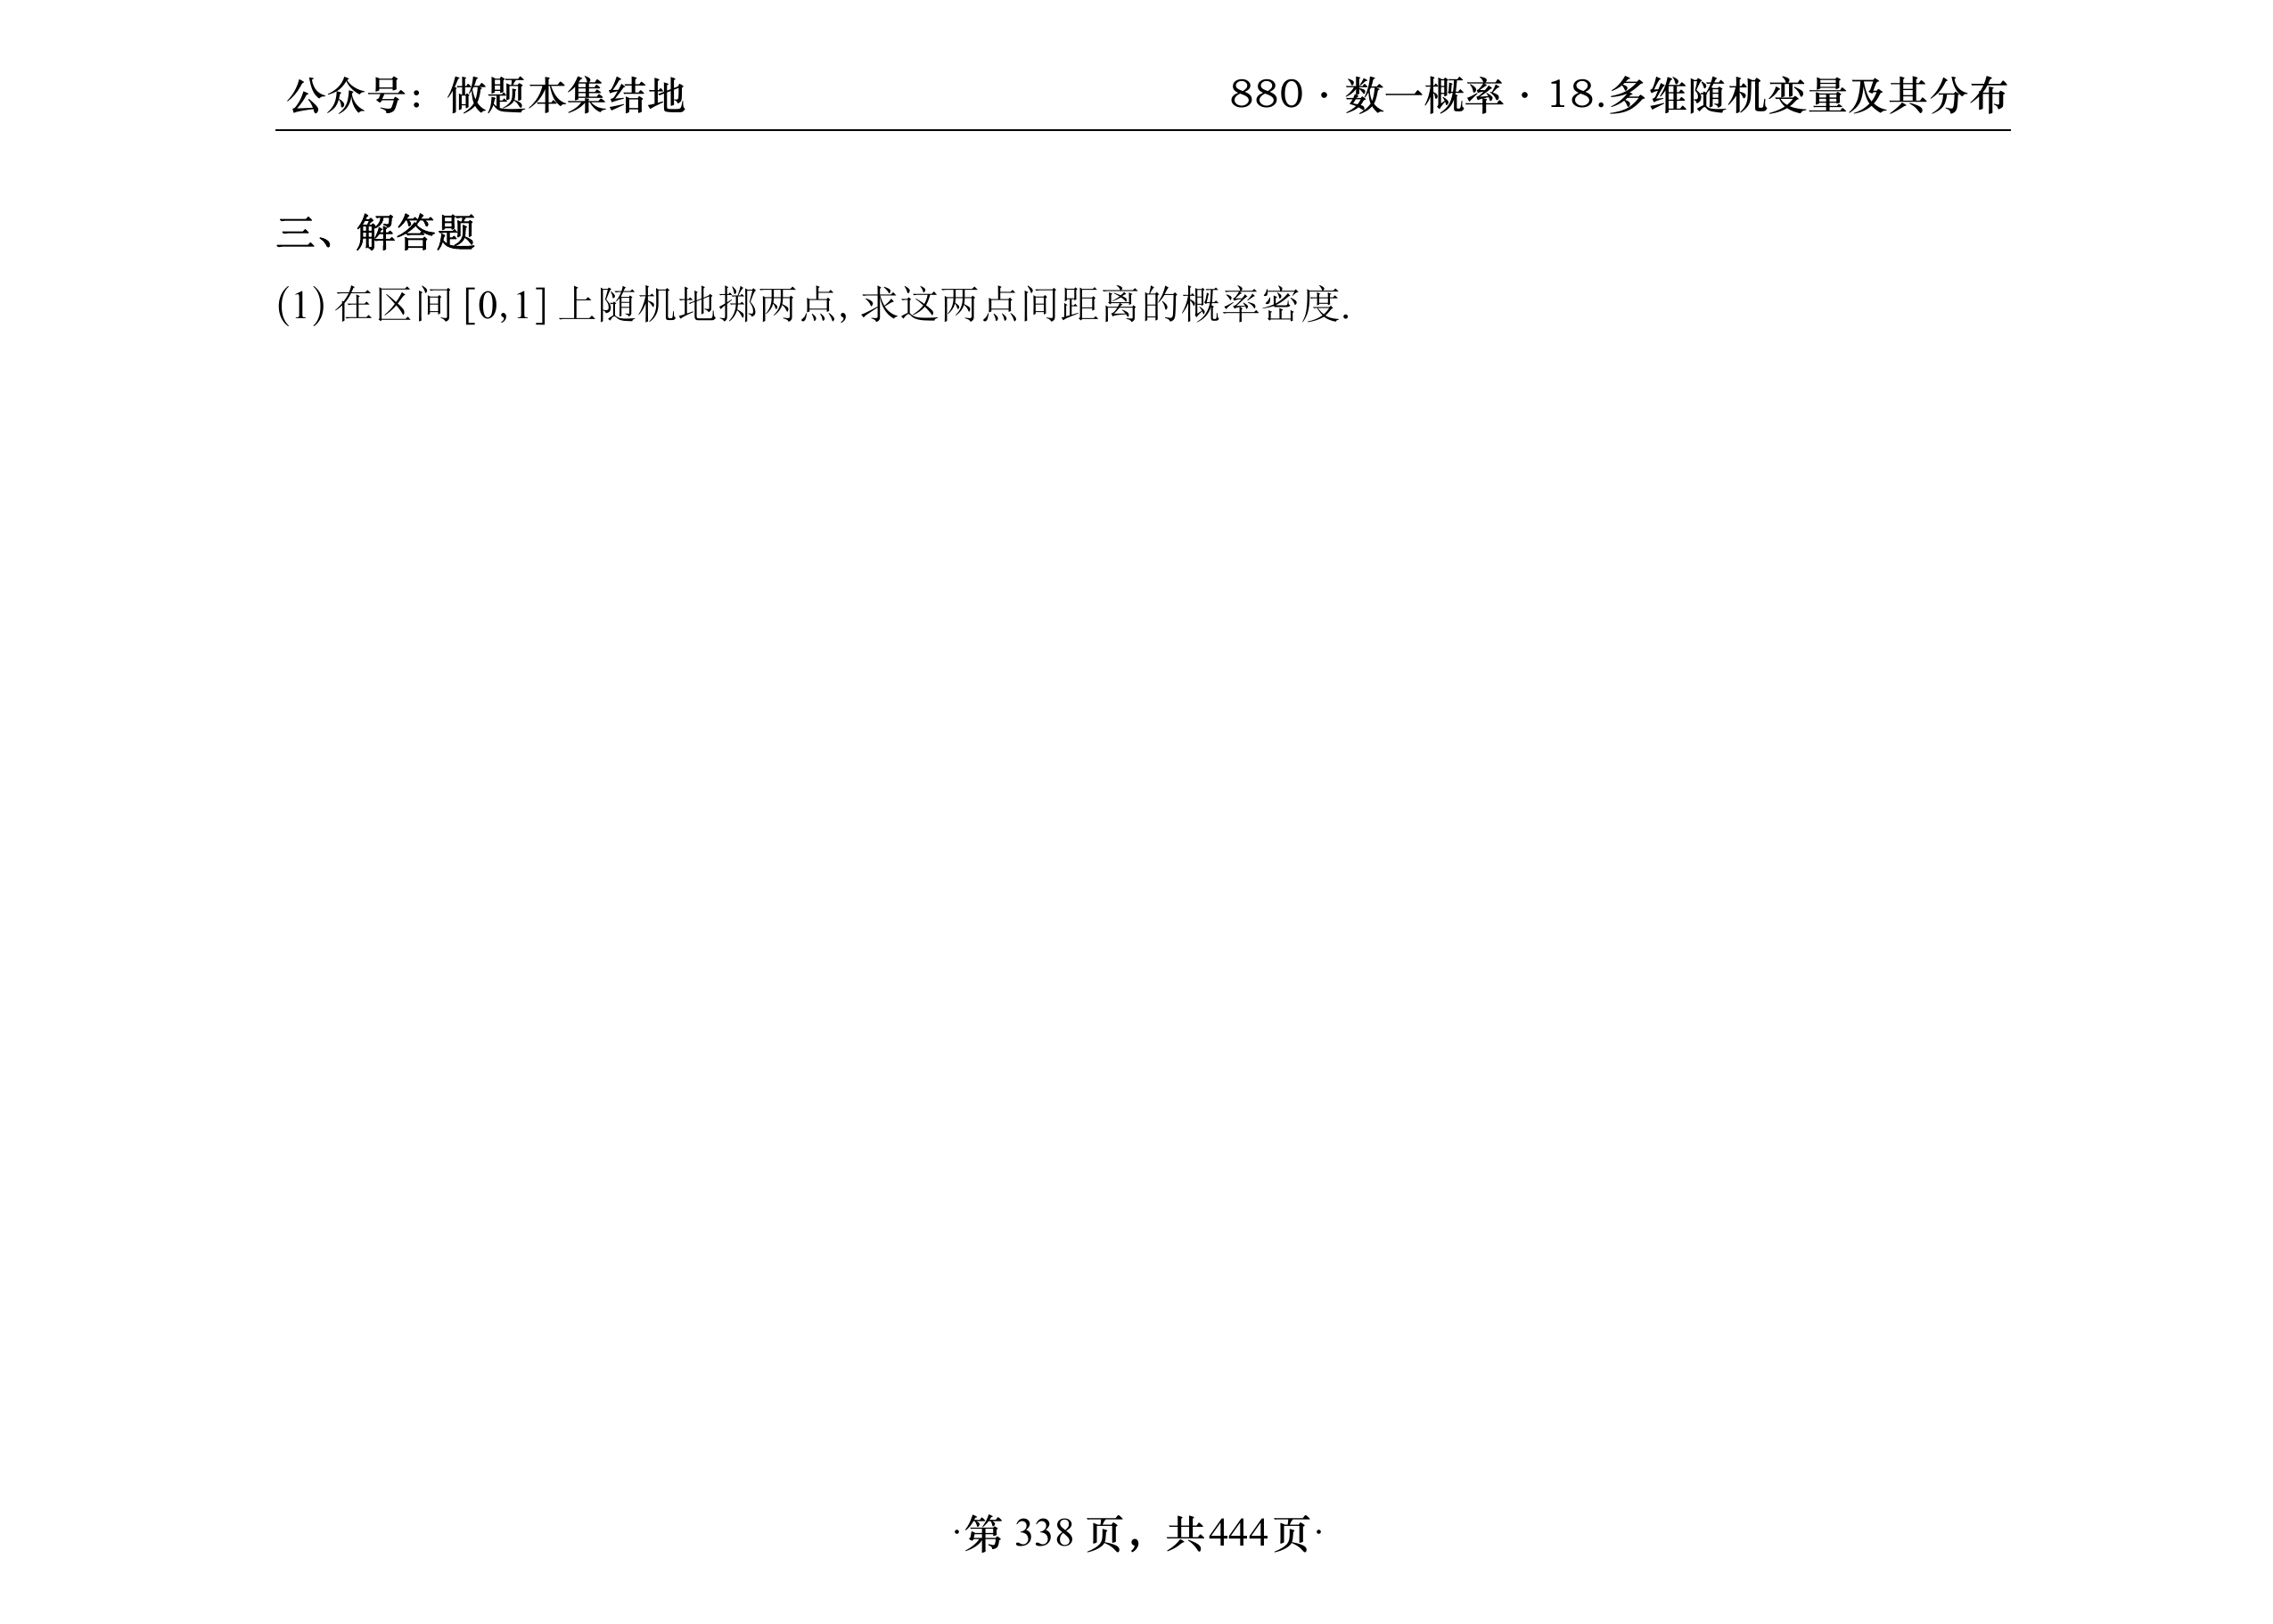 公众号：做题本集结地
880 · 数一概率 · 18.多维随机变量及其分布
三、解答题
(1) 在区间 [0,1] 上随机地掷两点, 求这两点间距离的概率密度.
·第 338 页，共444页·